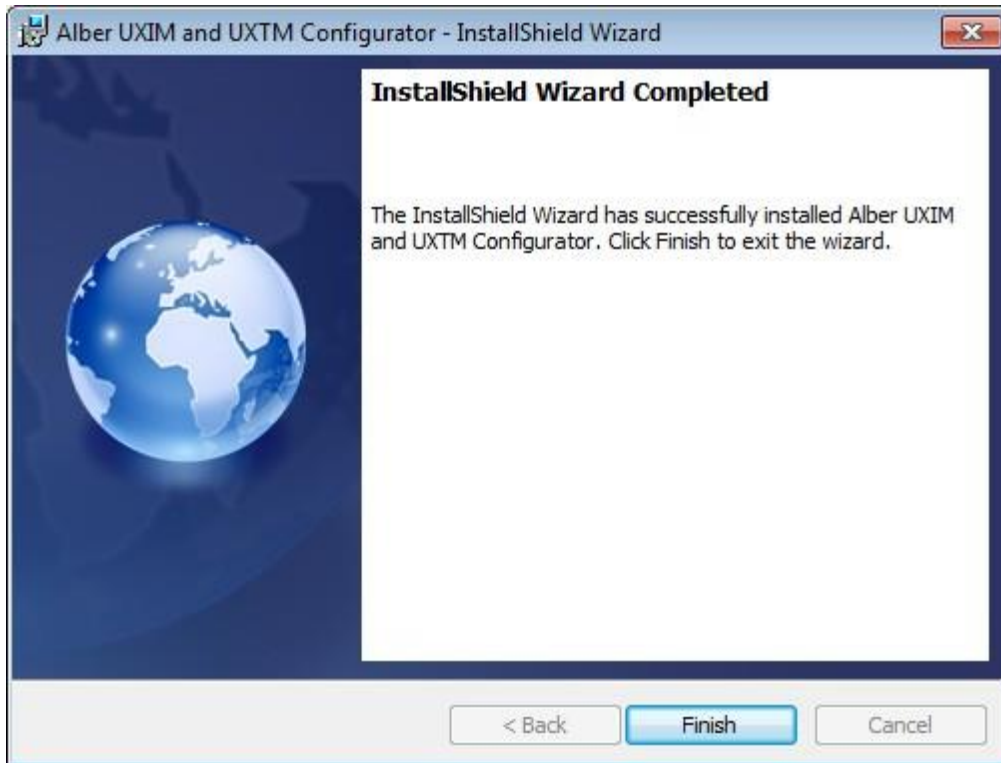 Alber UXIM and UXTM Configurator - InstallShield Wizard
InstallShield Wizard Completed
The InstallShield Wizard has successfully installed Alber UXIM
and UXTM Configurator. Click Finish to exit the wizard.
< Back
Finish
Cancel